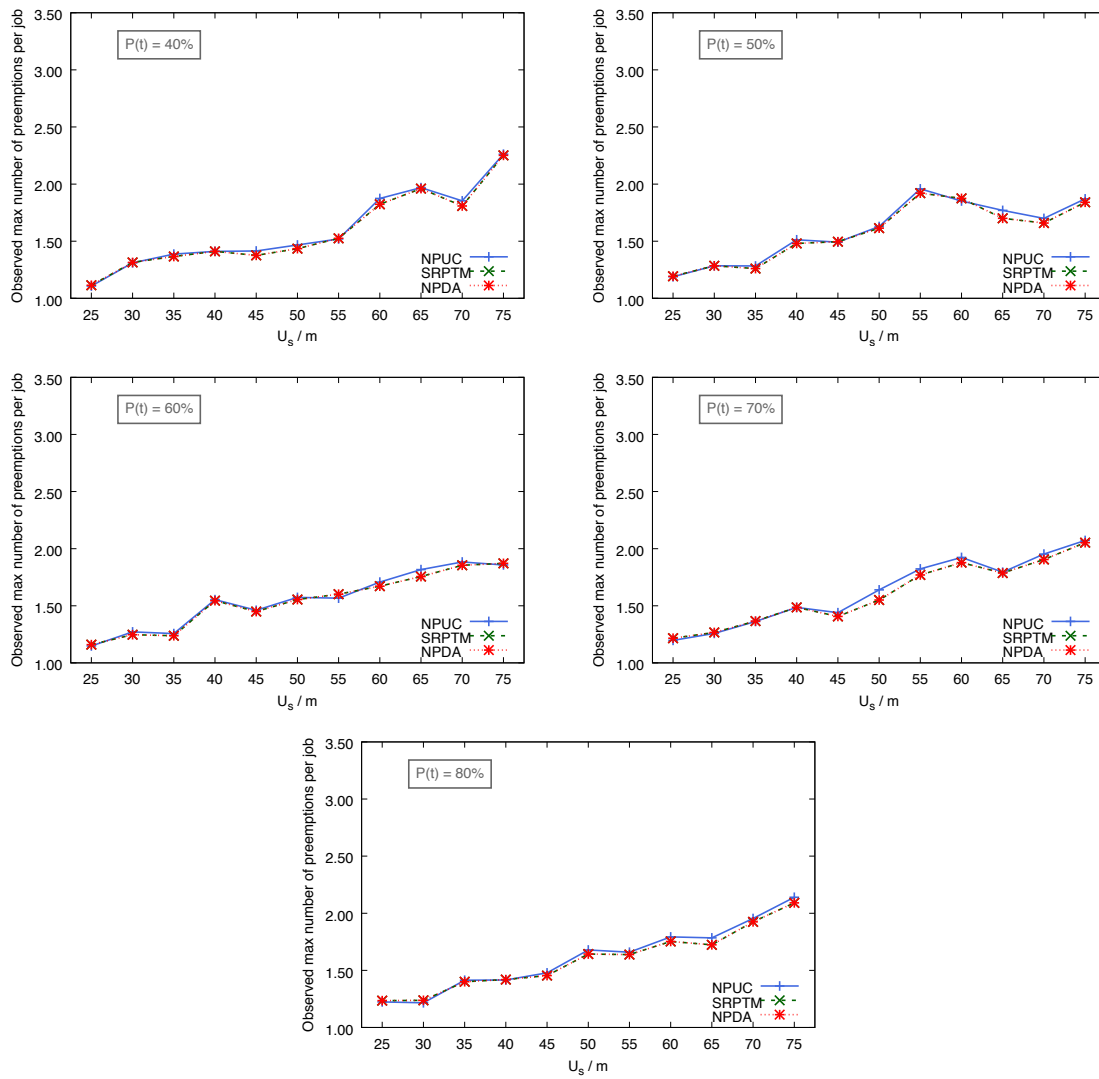 Observed max number of preemptions per job
3.50
3.00
2.50
2.00
1.50
1.00
P(t) = 40%
NPUC
SRPTM
NPDA
25 30 35 40 45 50 55 60 65 70 75
U_s / m
Observed max number of preemptions per job
3.50
3.00
2.50
2.00
1.50
1.00
P(t) = 50%
NPUC
SRPTM
NPDA
25 30 35 40 45 50 55 60 65 70 75
U_s / m
Observed max number of preemptions per job
3.50
3.00
2.50
2.00
1.50
1.00
P(t) = 60%
NPUC
SRPTM
NPDA
25 30 35 40 45 50 55 60 65 70 75
U_s / m
Observed max number of preemptions per job
3.50
3.00
2.50
2.00
1.50
1.00
P(t) = 70%
NPUC
SRPTM
NPDA
25 30 35 40 45 50 55 60 65 70 75
U_s / m
Observed max number of preemptions per job
3.50
3.00
2.50
2.00
1.50
1.00
P(t) = 80%
NPUC
SRPTM
NPDA
25 30 35 40 45 50 55 60 65 70 75
U_s / m